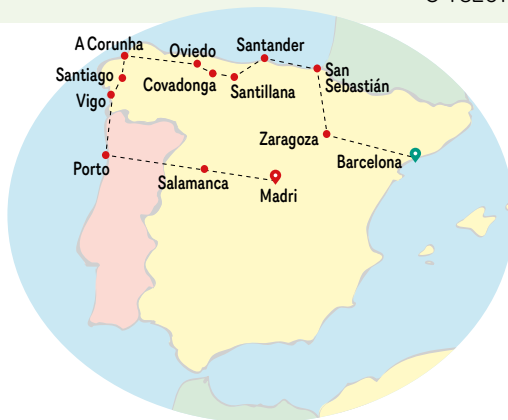 A Corunha
Oviedo
Santander
Santiago
Covadonga
Santillana
San
Sebastián
Vigo
Zaragoza
Barcelona
Porto
Salamanca
Madri